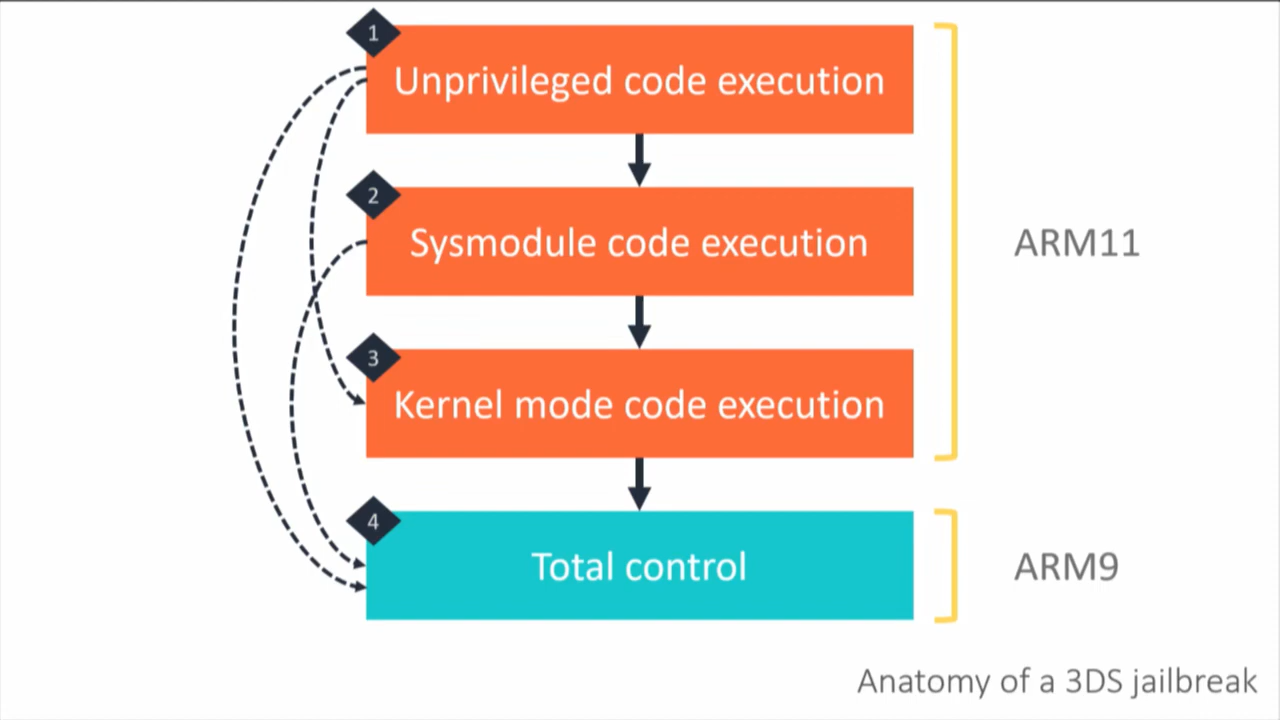 1
Unprivileged code execution
2
Sysmodule code execution
ARM11
3
Kernel mode code execution
4
Total control
ARM9
Anatomy of a 3DS jailbreak